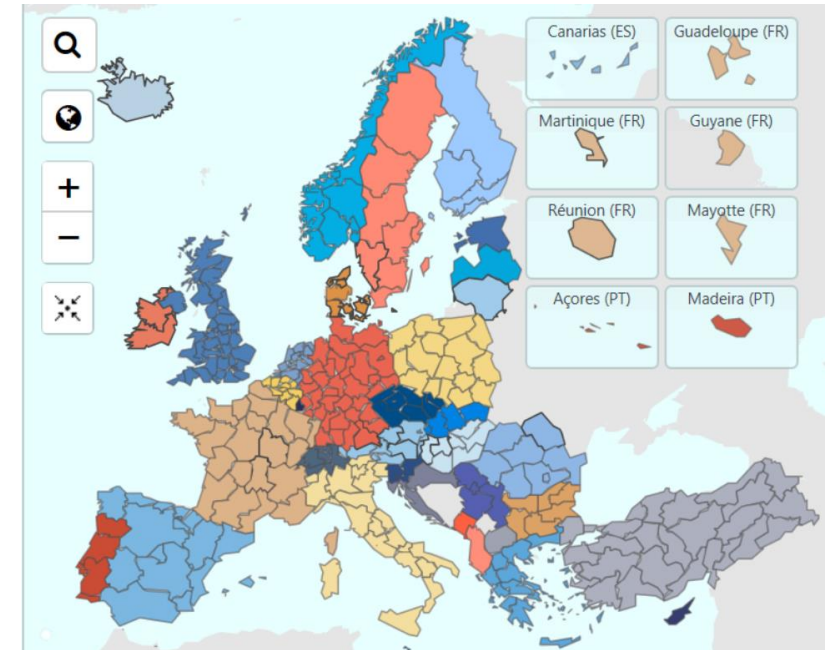 Canarias (ES)
Guadeloupe (FR)
Martinique (FR)
Guyane (FR)
Réunion (FR)
Mayotte (FR)
Açores (PT)
Madeira (PT)
+
−